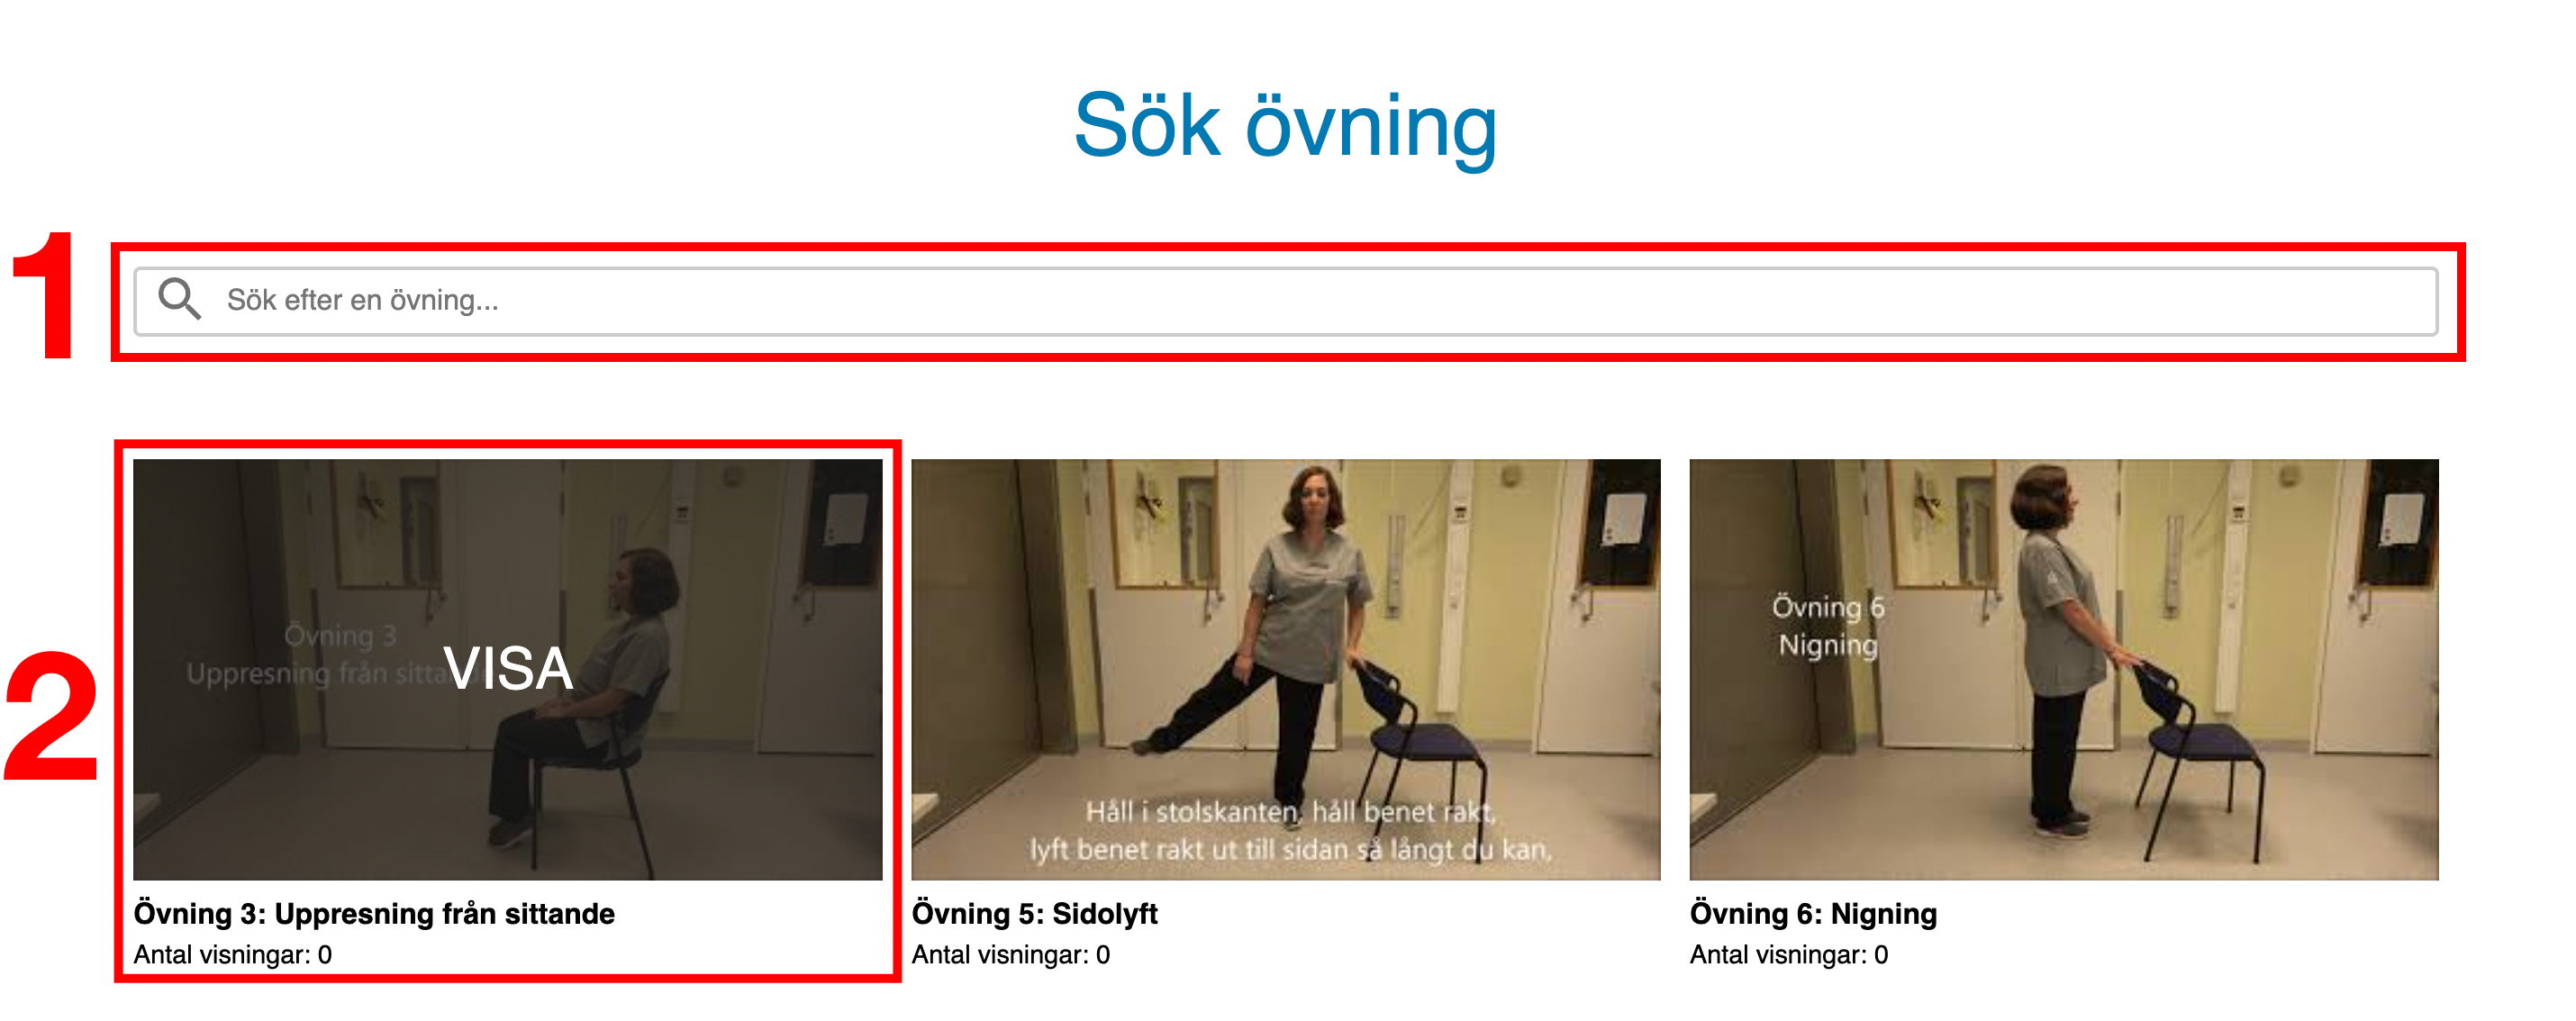 Sök övning
1
Sök efter en övning...
2
Övning 3
Uppresning från sitta
VISA
Övning 3: Uppresning från sittande
Antal visningar: 0
Håll i stolskanten, håll benet rakt,
lyft benet rakt ut till sidan så långt du kan,
Övning 5: Sidolyft
Antal visningar: 0
Övning 6
Nigning
Övning 6: Nigning
Antal visningar: 0